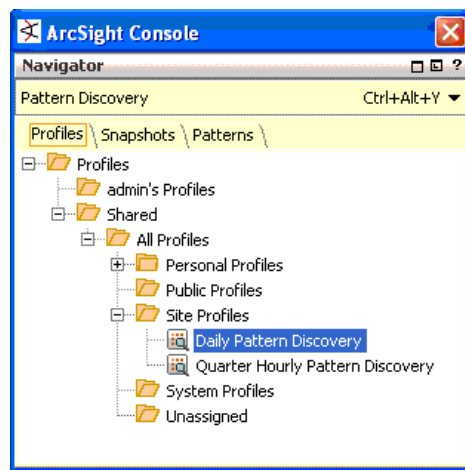 ArcSight Console
Navigator ?
Pattern Discovery Ctrl+Alt+Y
Profiles Snapshots Patterns
Profiles
admin's Profiles
Shared
All Profiles
Personal Profiles
Public Profiles
Site Profiles
Daily Pattern Discovery
Quarter Hourly Pattern Discovery
System Profiles
Unassigned